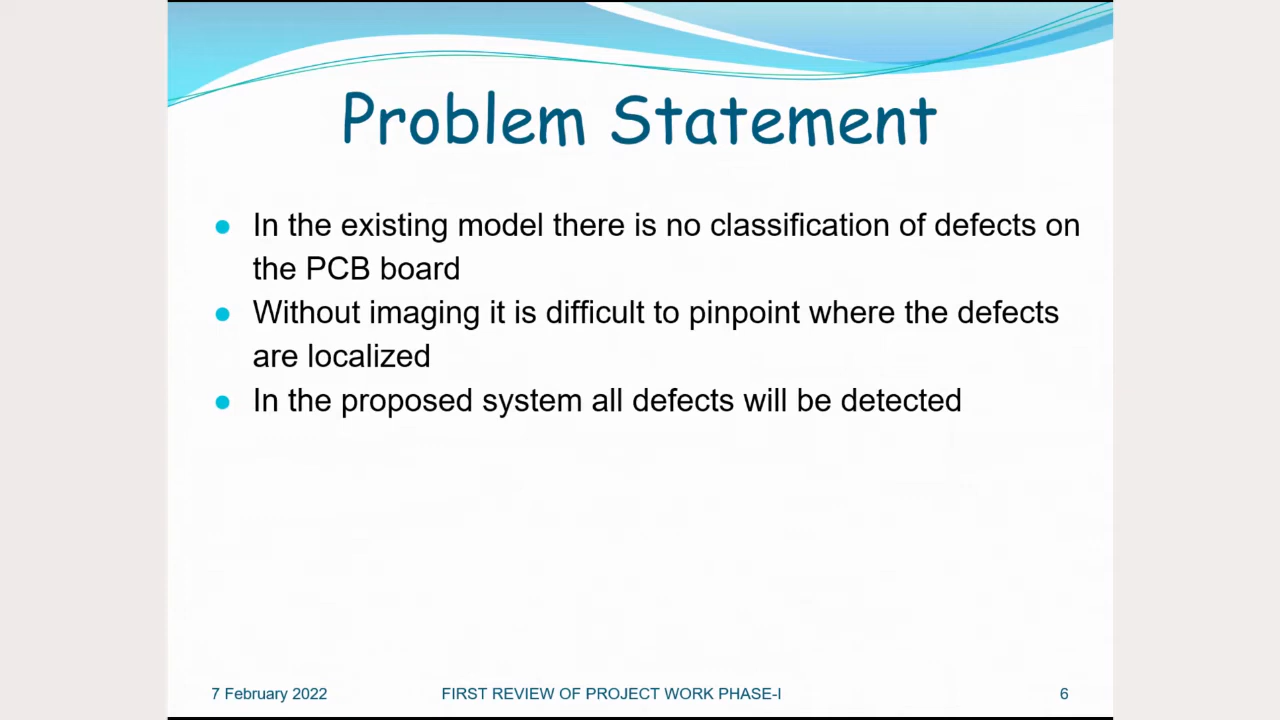 Problem Statement
In the existing model there is no classification of defects on
the PCB board
Without imaging it is difficult to pinpoint where the defects
are localized
In the proposed system all defects will be detected
7 February 2022
FIRST REVIEW OF PROJECT WORK PHASE-I
6